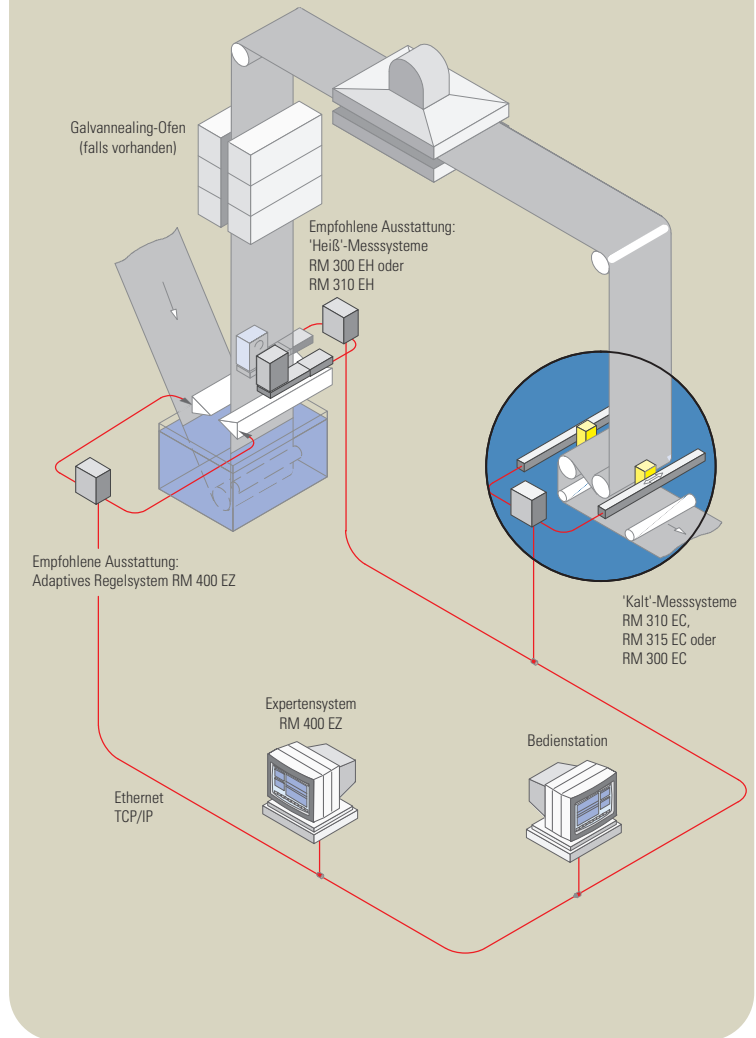 Galvannealing-Ofen
(falls vorhanden)
Empfohlene Ausstattung:
'Heiß'-Messsysteme
RM 300 EH oder
RM 310 EH
Empfohlene Ausstattung:
Adaptives Regelsystem RM 400 EZ
'Kalt'-Messsysteme
RM 310 EC,
RM 315 EC oder
RM 300 EC
Expertensystem
RM 400 EZ
Bedienstation
Ethernet
TCP/IP